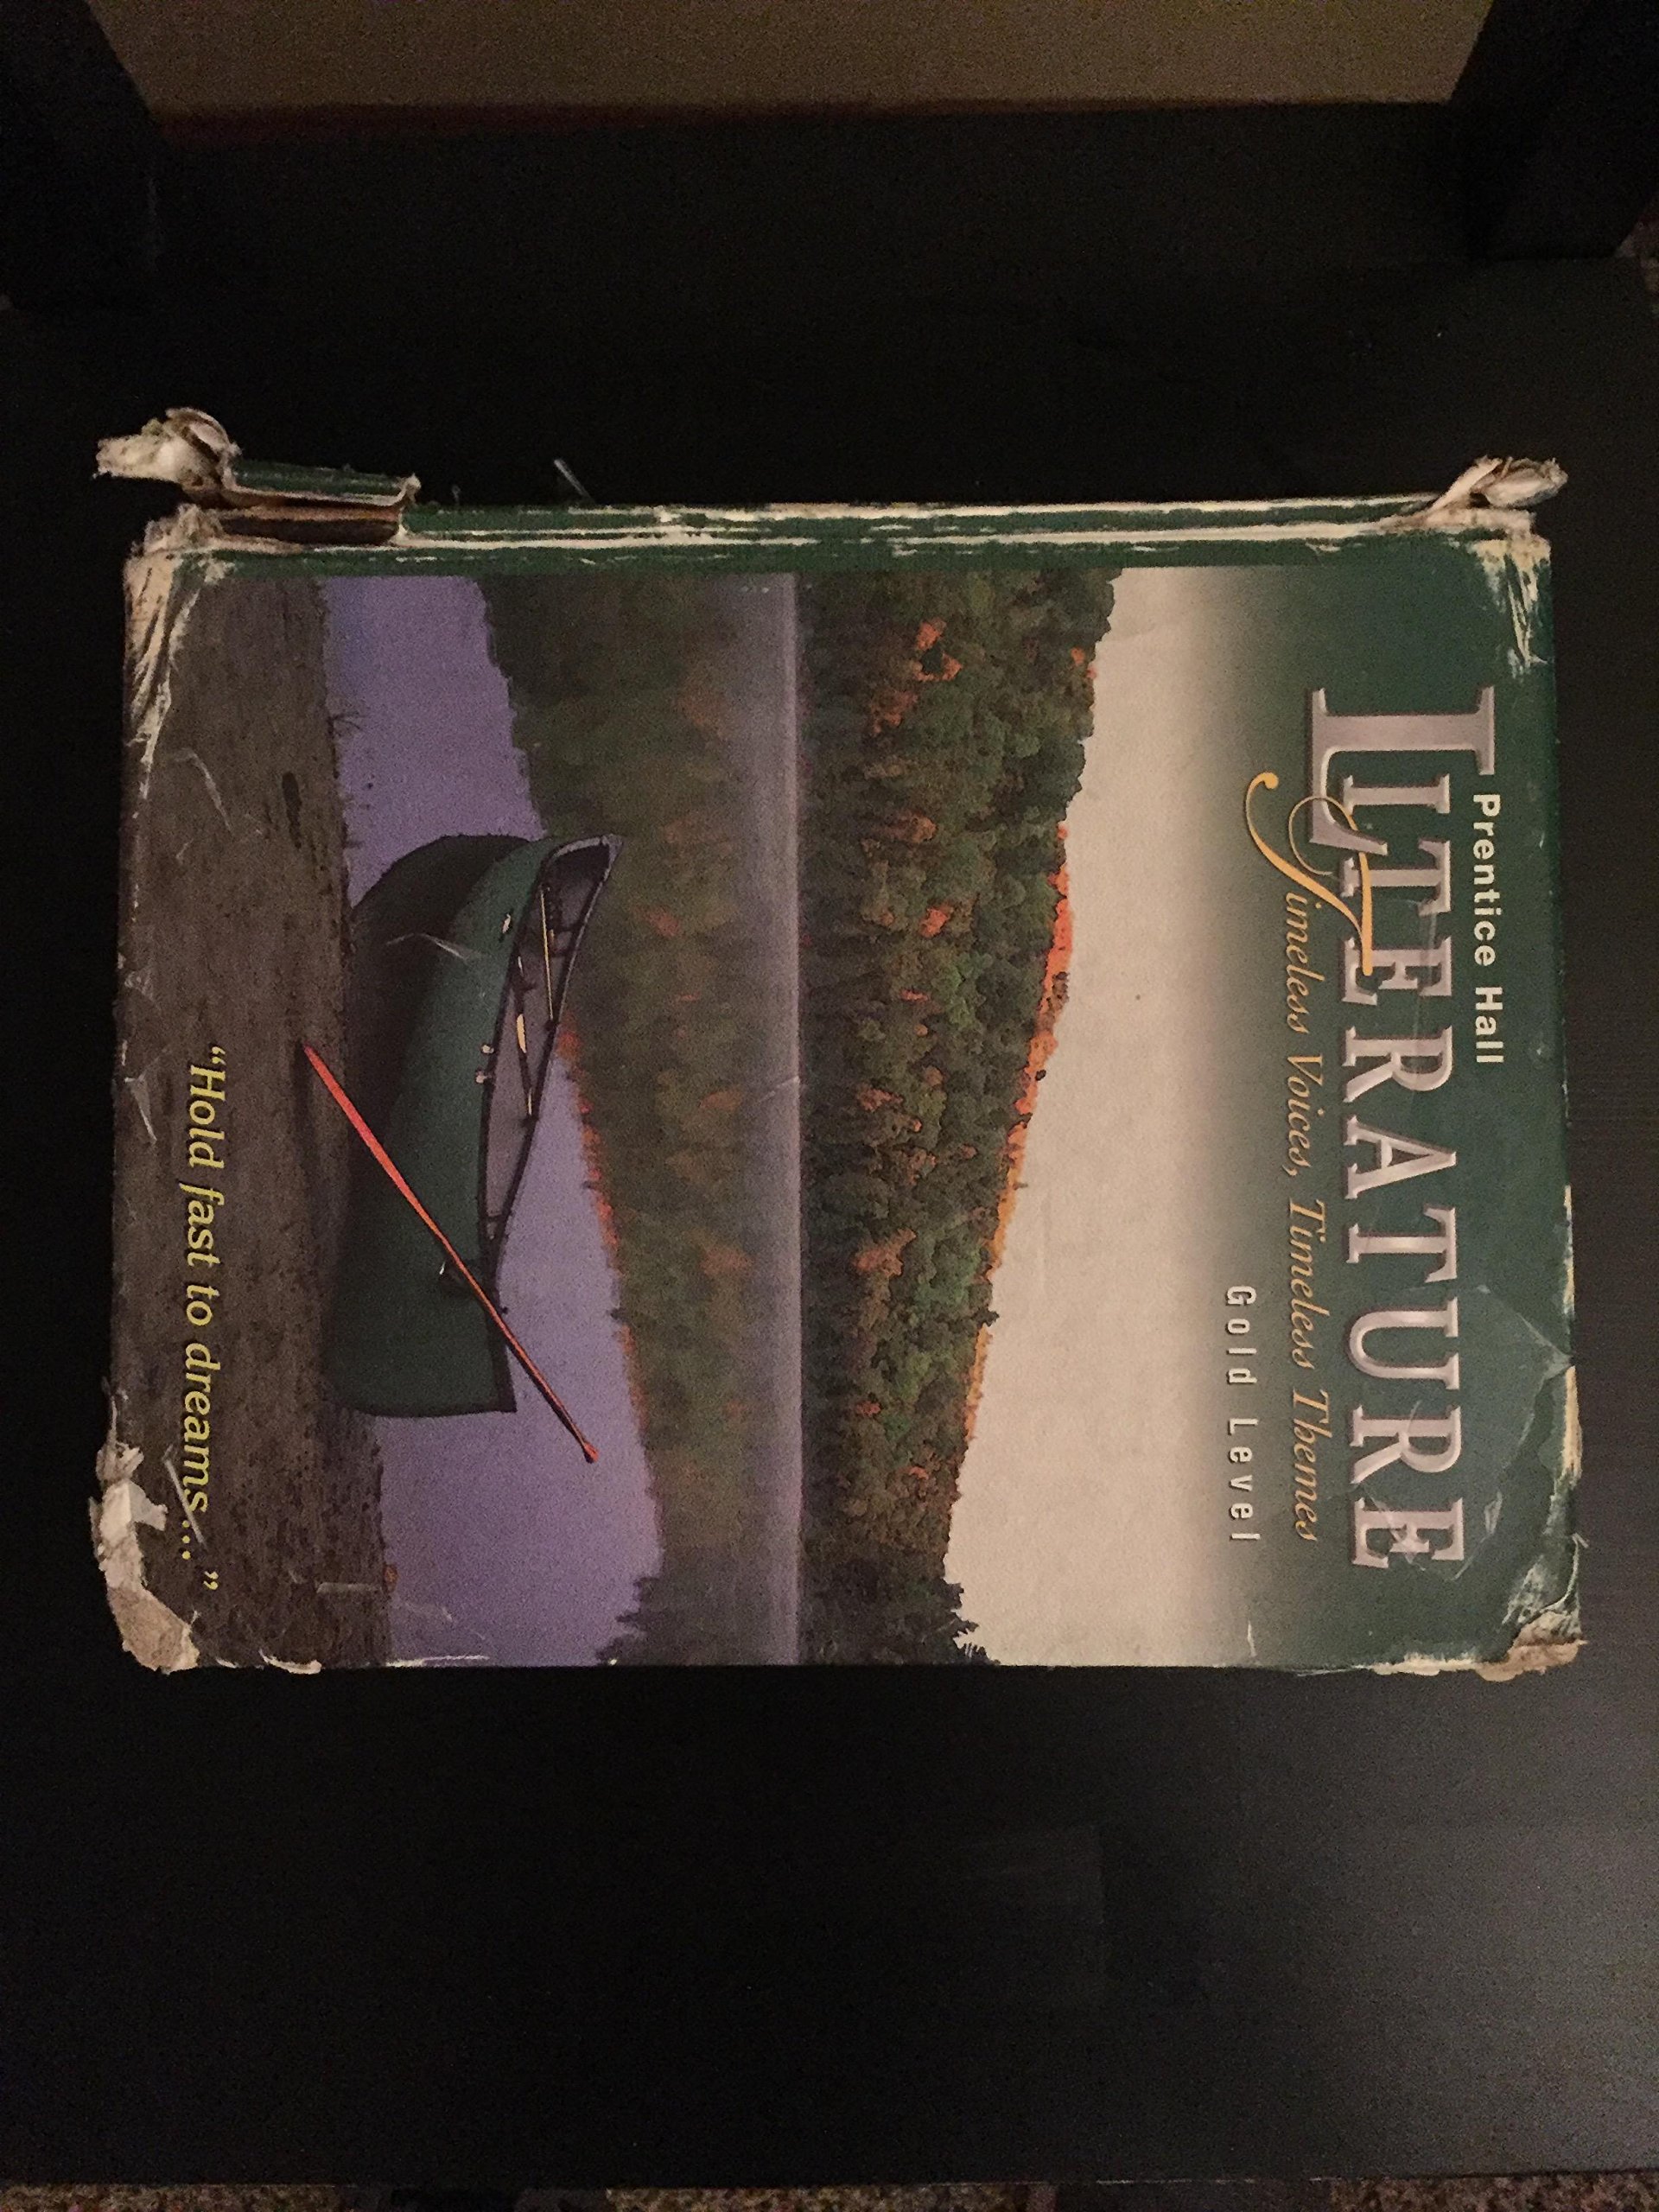 Prentice Hall
LITERATURE
Timeless Voices, Timeless Themes
Gold Level
“Hold fast to dreams...”